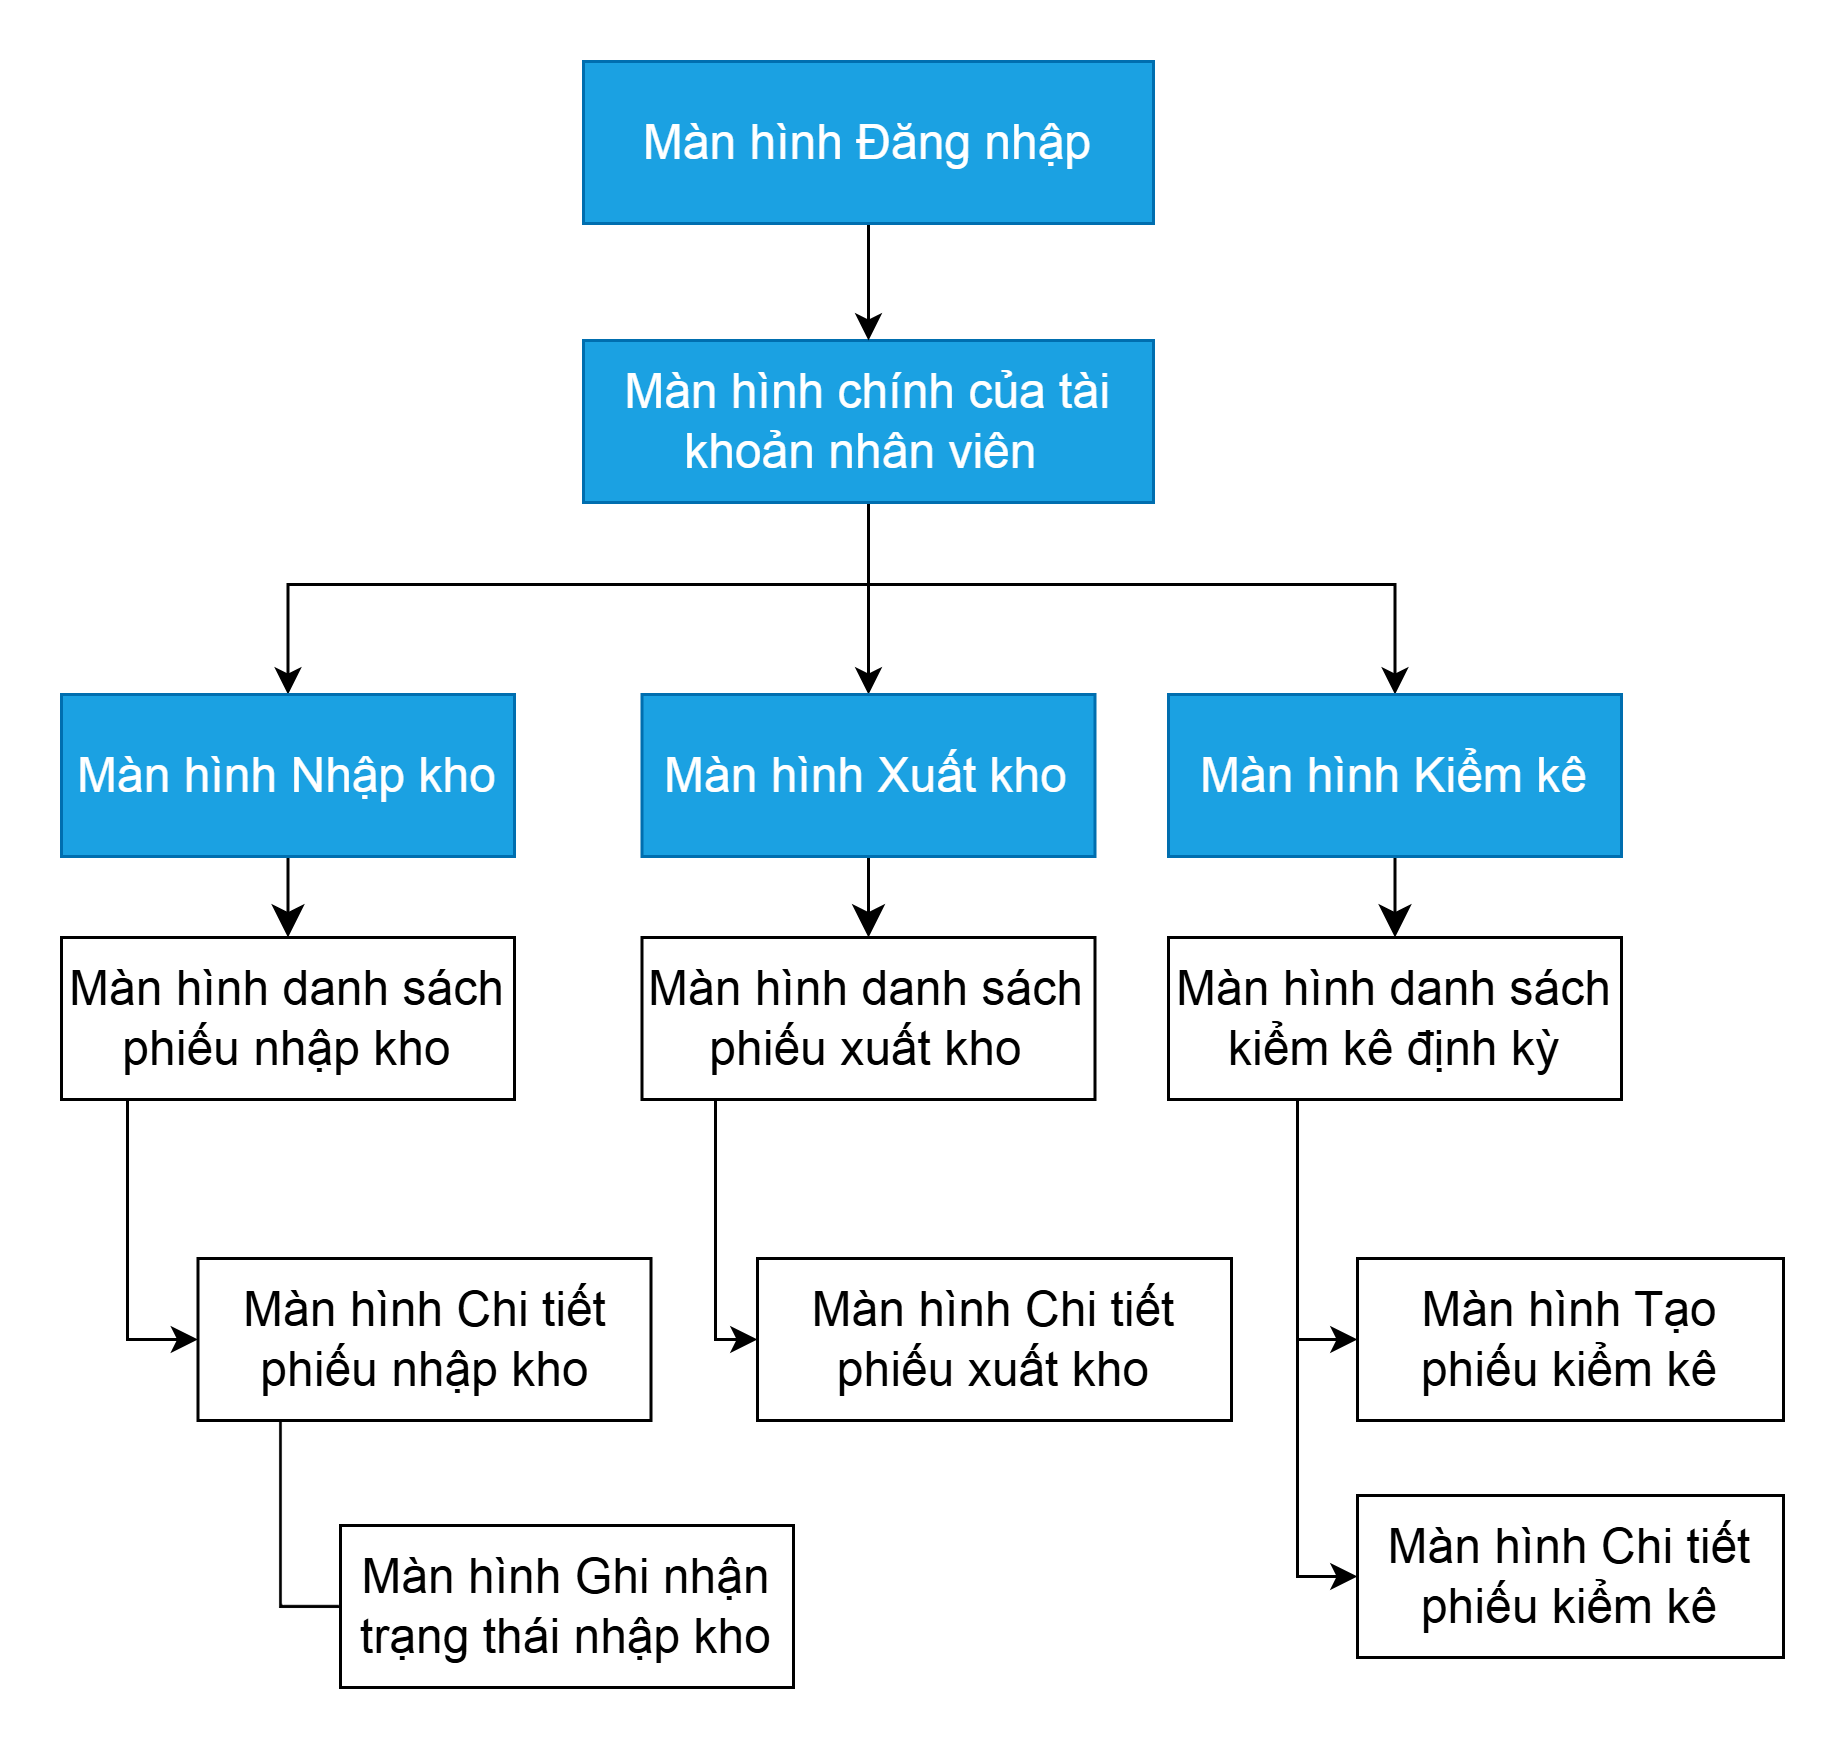 Màn hình Đăng nhập
Màn hình chính của tài
khoản nhân viên
Màn hình Nhập kho
Màn hình Xuất kho
Màn hình Kiểm kê
Màn hình danh sách
phiếu nhập kho
Màn hình danh sách
phiếu xuất kho
Màn hình danh sách
kiểm kê định kỳ
Màn hình Chi tiết
phiếu nhập kho
Màn hình Chi tiết
phiếu xuất kho
Màn hình Tạo
phiếu kiểm kê
Màn hình Ghi nhận
trạng thái nhập kho
Màn hình Chi tiết
phiếu kiểm kê